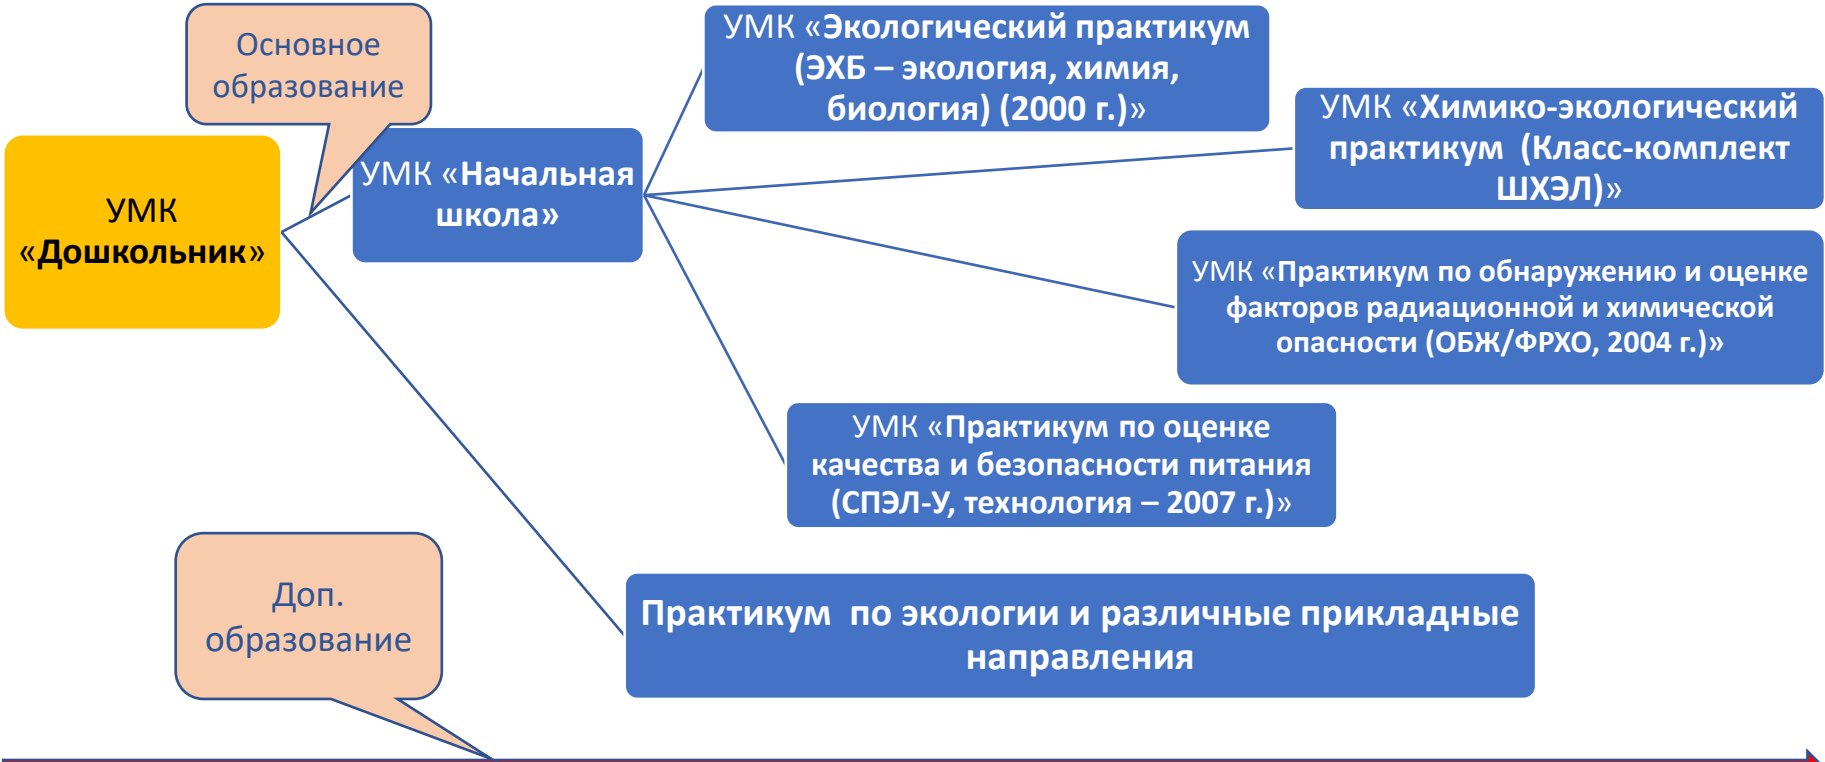 Основное
образование
УМК «Экологический практикум
(ЭХБ – экология, химия,
биология) (2000 г.)»
УМК «Химико-экологический
практикум  (Класс-комплект
ШХЭЛ)»
УМК «Начальная
школа»
УМК
«Дошкольник»
УМК «Практикум по обнаружению и оценке
факторов радиационной и химической
опасности (ОБЖ/ФРХО, 2004 г.)»
УМК «Практикум по оценке
качества и безопасности питания
(СПЭЛ-У, технология – 2007 г.)»
Доп.
образование
Практикум  по экологии и различные прикладные
направления